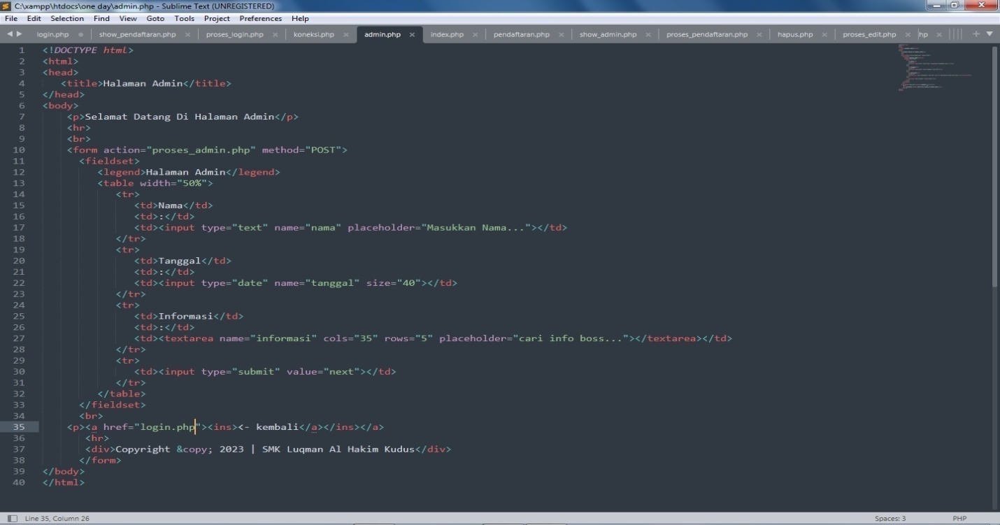 C:\xampp\htdocs\one day\admin.php - Sublime Text (UNREGISTERED)
File Edit Selection Find View Goto Tools Project Preferences Help
login.php show_pendaftaran.php proses_login.php koneksi.php admin.php index.php pendaftaran.php show_admin.php proses_pendaftaran.php hapus.php proses_edit.php hp
1 <!DOCTYPE html>
2 <html>
3 <head>
4 <title>Halaman Admin</title>
5 </head>
6 <body>
7 <p>Selamat Datang Di Halaman Admin</p>
8 <hr>
9 <br>
10 <form action="proses_admin.php" method="POST">
11 <fieldset>
12 <legend>Halaman Admin</legend>
13 <table width="50%">
14 <tr>
15 <td>Nama</td>
16 <td>:</td>
17 <td><input type="text" name="nama" placeholder="Masukkan Nama..."></td>
18 </tr>
19 <tr>
20 <td>Tanggal</td>
21 <td>:</td>
22 <td><input type="date" name="tanggal" size="40"></td>
23 </tr>
24 <tr>
25 <td>Informasi</td>
26 <td>:</td>
27 <td><textarea name="informasi" cols="35" rows="5" placeholder="cari info boss..."></textarea></td>
28 </tr>
29 <tr>
30 <td><input type="submit" value="next"></td>
31 </tr>
32 </table>
33 </fieldset>
34 <br>
35 <p><a href="login.php"><ins><- kembali</a></ins></a>
36 <hr>
37 <div>Copyright &copy; 2023 | SMK Luqman Al Hakim Kudus</div>
38 </form>
39 </body>
40 </html>
Line 35, Column 26 Spaces: 3 PHP